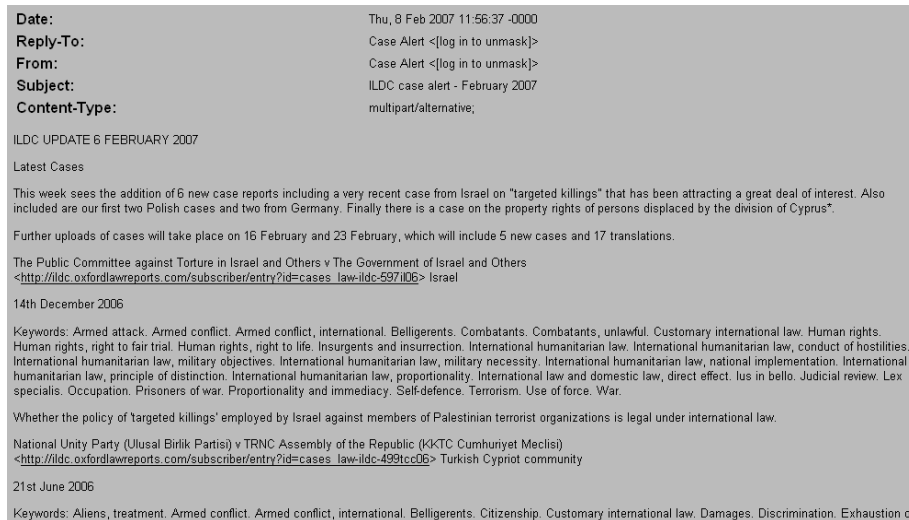 Date: Thu, 8 Feb 2007 11:56:37 -0000
Reply-To: Case Alert <[log in to unmask]>
From: Case Alert <[log in to unmask]>
Subject: ILDC case alert - February 2007
Content-Type: multipart/alternative;
ILDC UPDATE 6 FEBRUARY 2007
Latest Cases
This week sees the addition of 6 new case reports including a very recent case from Israel on "targeted killings" that has been attracting a great deal of interest. Also
included are our first two Polish cases and two from Germany. Finally there is a case on the property rights of persons displaced by the division of Cyprus*.
Further uploads of cases will take place on 16 February and 23 February, which will include 5 new cases and 17 translations.
The Public Committee against Torture in Israel and Others v The Government of Israel and Others
<http://ildc.oxfordlawreports.com/subscriber/entry?id=cases_law-ildc-597il06> Israel
14th December 2006
Keywords: Armed attack. Armed conflict. Armed conflict, international. Belligerents. Combatants. Combatants, unlawful. Customary international law. Human rights.
Human rights, right to fair trial. Human rights, right to life. Insurgents and insurrection. International humanitarian law. International humanitarian law, conduct of hostilities.
International humanitarian law, military objectives. International humanitarian law, military necessity. International humanitarian law, national implementation. International
humanitarian law, principle of distinction. International humanitarian law, proportionality. International law and domestic law, direct effect. Ius in bello. Judicial review. Lex
specialis. Occupation. Prisoners of war. Proportionality and immediacy. Self-defence. Terrorism. Use of force. War.
Whether the policy of 'targeted killings' employed by Israel against members of Palestinian terrorist organizations is legal under international law.
National Unity Party (Ulusal Birlik Partisi) v TRNC Assembly of the Republic (KKTC Cumhuriyet Meclisi)
<http://ildc.oxfordlawreports.com/subscriber/entry?id=cases_law-ildc-499tcc06> Turkish Cypriot community
21st June 2006
Keywords: Aliens, treatment. Armed conflict. Armed conflict, international. Belligerents. Citizenship. Customary international law. Damages. Discrimination. Exhaustion